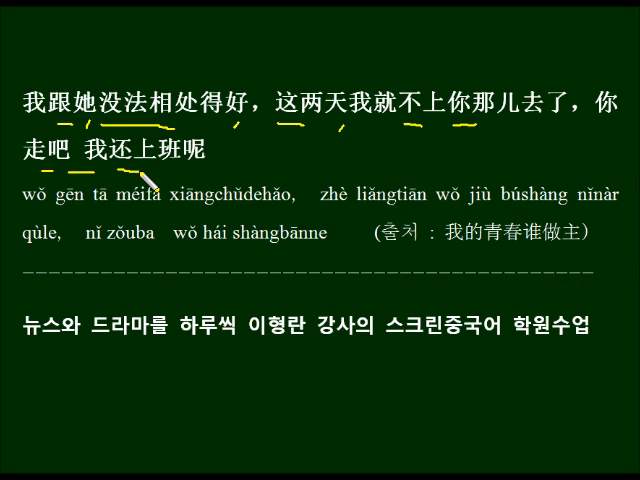 我跟她没法相处得好，这两天我就不上你那儿去了，你
走吧 我还上班呢
wǒ gēn tā méifǎ xiāngchǔdehǎo, zhè liǎngtiān wǒ jiù búshàng nǐnàr
qùle, nǐ zǒuba wǒ hái shàngbānne (출처 : 我的青春谁做主)
뉴스와 드라마를 하루씩 이형란 강사의 스크린중국어 학원수업